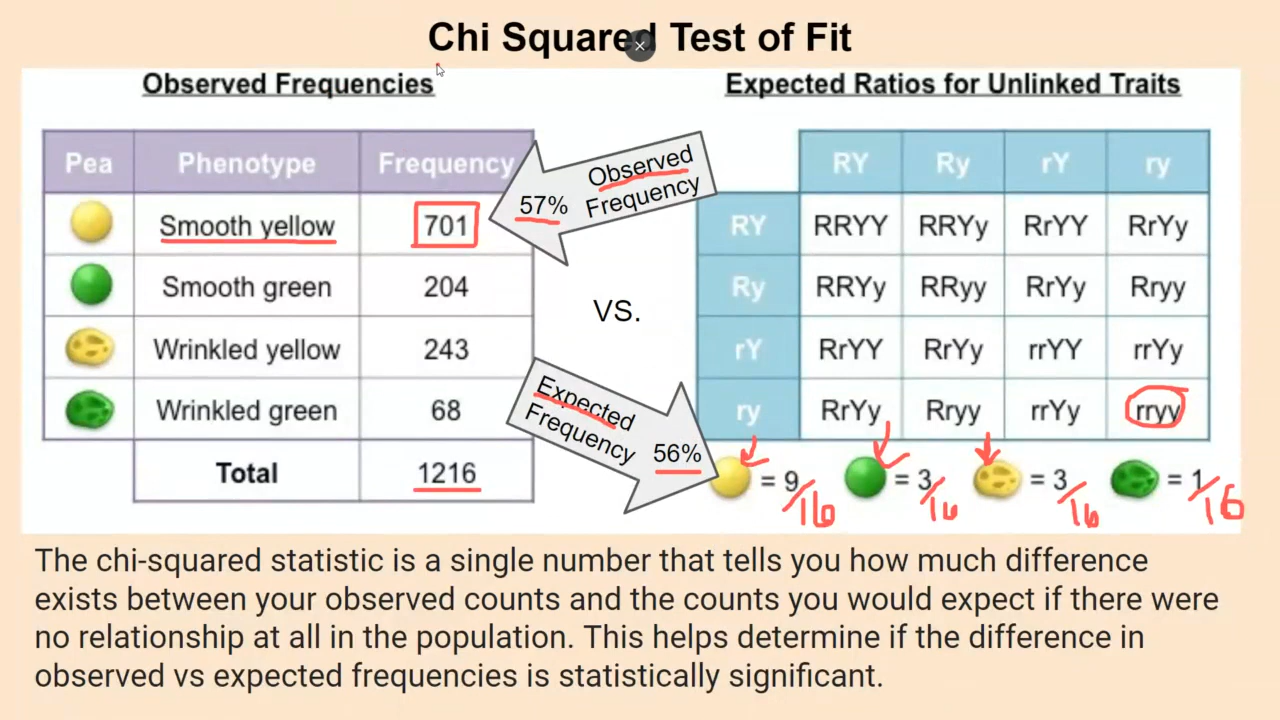 Chi Squared Test of Fit
Observed Frequencies
Pea Phenotype Frequency
Smooth yellow 701
Smooth green 204
Wrinkled yellow 243
Wrinkled green 68
Total 1216
57% Observed
Frequency
VS.
Expected
Frequency 56%
Expected Ratios for Unlinked Traits
RY Ry rY ry
RY RRYY RRYy RrYY RrYy
Ry RRYy RRyy RrYy Rryy
rY RrYY RrYy rrYY rrYy
ry RrYy Rryy rrYy rryy
= 9/16 = 3/16 = 3/16 = 1/16
The chi-squared statistic is a single number that tells you how much difference
exists between your observed counts and the counts you would expect if there were
no relationship at all in the population. This helps determine if the difference in
observed vs expected frequencies is statistically significant.